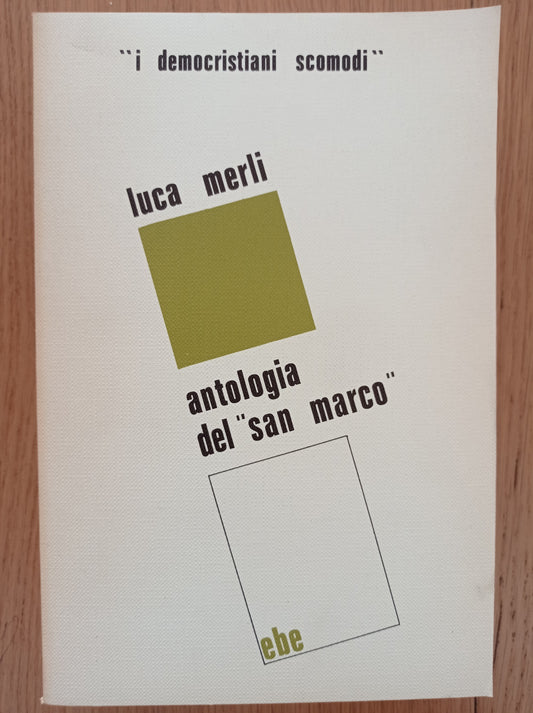 "i democristiani scomodi"
luca merli
antologia
del "san marco"
ebe